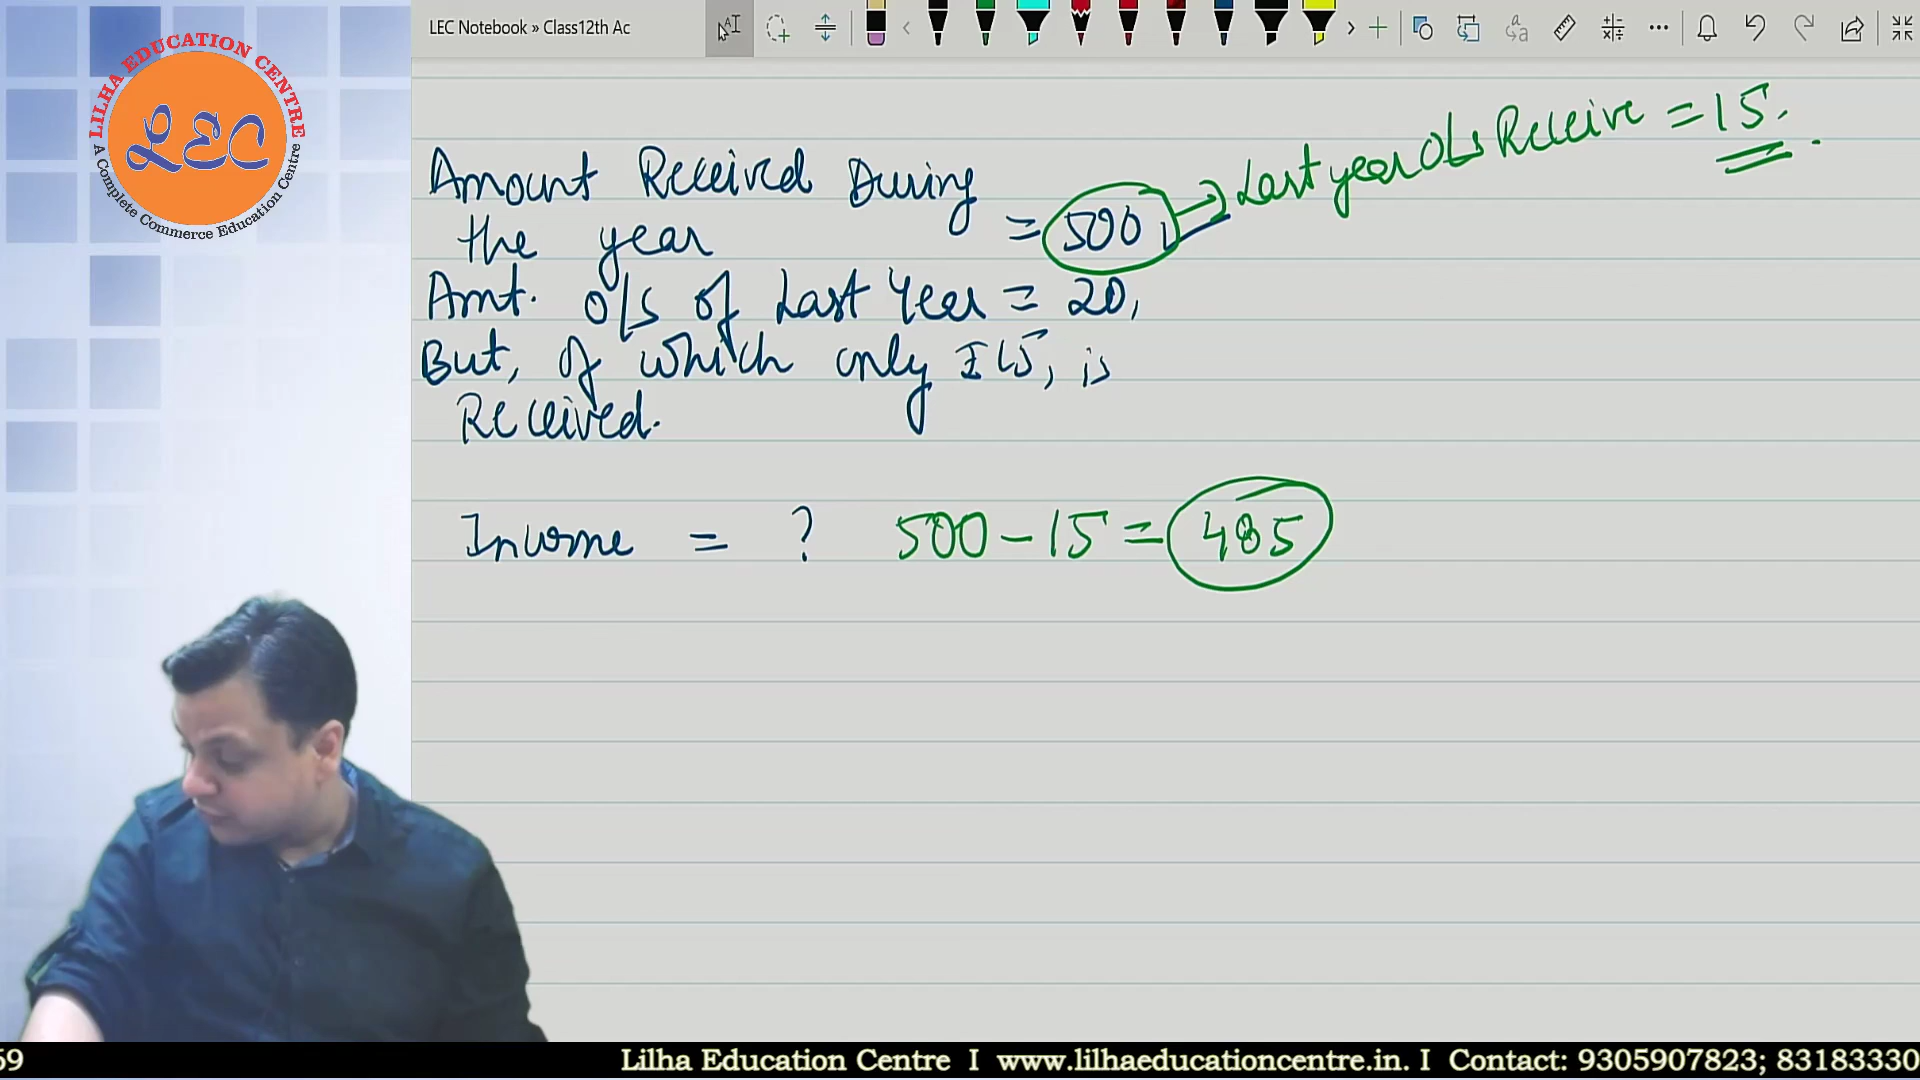 LEC Notebook » Class12th Ac
LILHA EDUCATION CENTRE
LEC
A Complete Commerce Education Centre
Last year O/s Receive = 15.
Amount Received During
the year = 500,
Amt. o/s of Last Year = 20,
But, of which only ₹15, is
Received.
Income = ? 500 - 15 = 485
69
Lilha Education Centre I www.lilhaeducationcentre.in. I Contact: 9305907823; 83183330